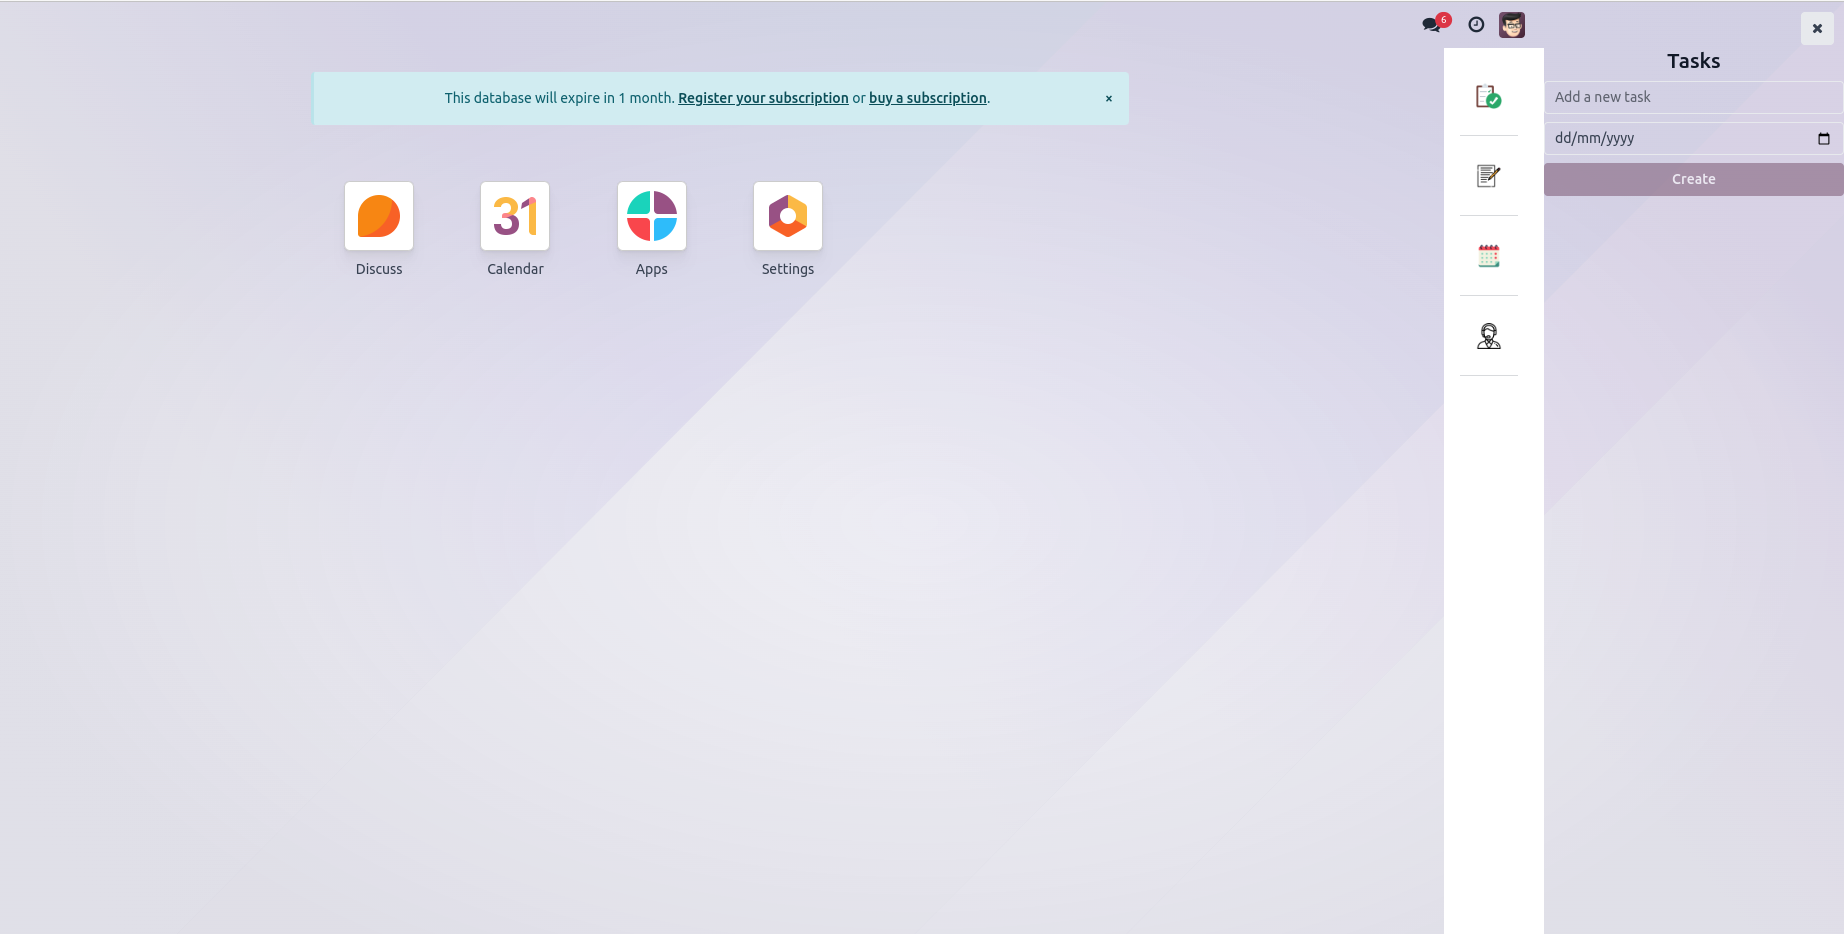 6
×
Tasks
This database will expire in 1 month. Register your subscription or buy a subscription.
×
Add a new task
dd/mm/yyyy
Create
31
Discuss
Calendar
Apps
Settings